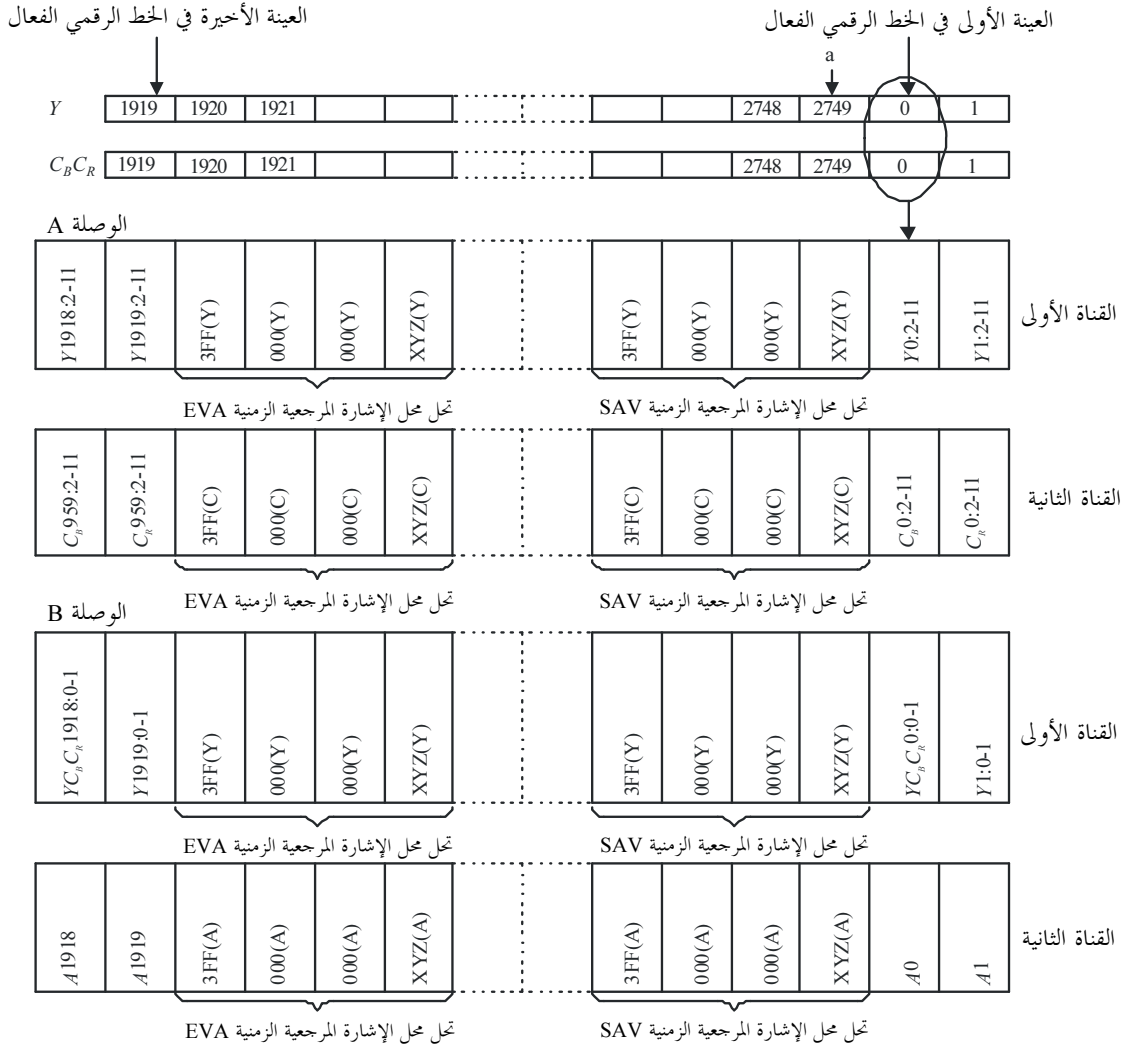 العينة الأولى في الخط الرقمي الفعال
العينة الأخيرة في الخط الرقمي الفعال
a
Y 1919 1920 1921 2748 2749 0 1
CBCR 1919 1920 1921 2748 2749 0 1
الوصلة A
Y1918:2-11 Y1919:2-11 3FF(Y) 000(Y) 000(Y) XYZ(Y) 3FF(Y) 000(Y) 000(Y) XYZ(Y) Y0:2-11 Y1:2-11
القناة الأولى
تحل محل الإشارة المرجعية الزمنية EVA
تحل محل الإشارة المرجعية الزمنية SAV
CB959:2-11 CR959:2-11 3FF(C) 000(C) 000(C) XYZ(C) 3FF(C) 000(C) 000(C) XYZ(C) CB0:2-11 CR0:2-11
القناة الثانية
تحل محل الإشارة المرجعية الزمنية EVA
تحل محل الإشارة المرجعية الزمنية SAV
الوصلة B
YCBCR1918:0-1 Y1919:0-1 3FF(Y) 000(Y) 000(Y) XYZ(Y) 3FF(Y) 000(Y) 000(Y) XYZ(Y) YCBCR0:0-1 Y1:0-1
القناة الأولى
تحل محل الإشارة المرجعية الزمنية EVA
تحل محل الإشارة المرجعية الزمنية SAV
A1918 A1919 3FF(A) 000(A) 000(A) XYZ(A) 3FF(A) 000(A) 000(A) XYZ(A) A0 A1
القناة الثانية
تحل محل الإشارة المرجعية الزمنية EVA
تحل محل الإشارة المرجعية الزمنية SAV